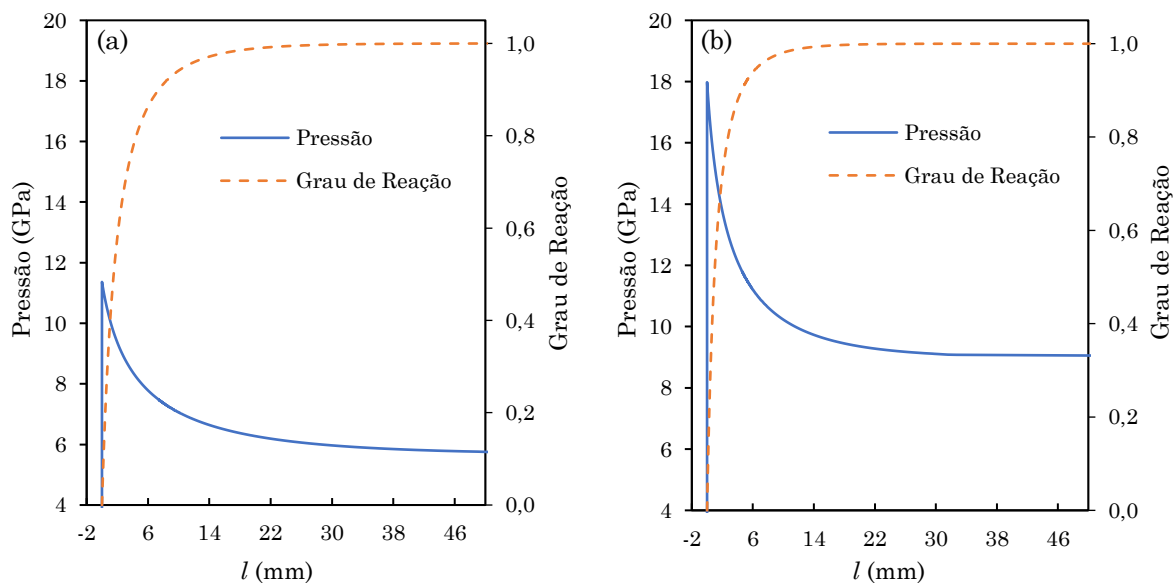 (a)
Pressão (GPa)
20
18
16
14
12
10
8
6
4
Pressão
Grau de Reação
1,0
0,8
0,6
0,4
0,2
0,0
Grau de Reação
-2 6 14 22 30 38 46
l (mm)
(b)
Pressão (GPa)
20
18
16
14
12
10
8
6
4
Pressão
Grau de Reação
1,0
0,8
0,6
0,4
0,2
0,0
Grau de Reação
-2 6 14 22 30 38 46
l (mm)